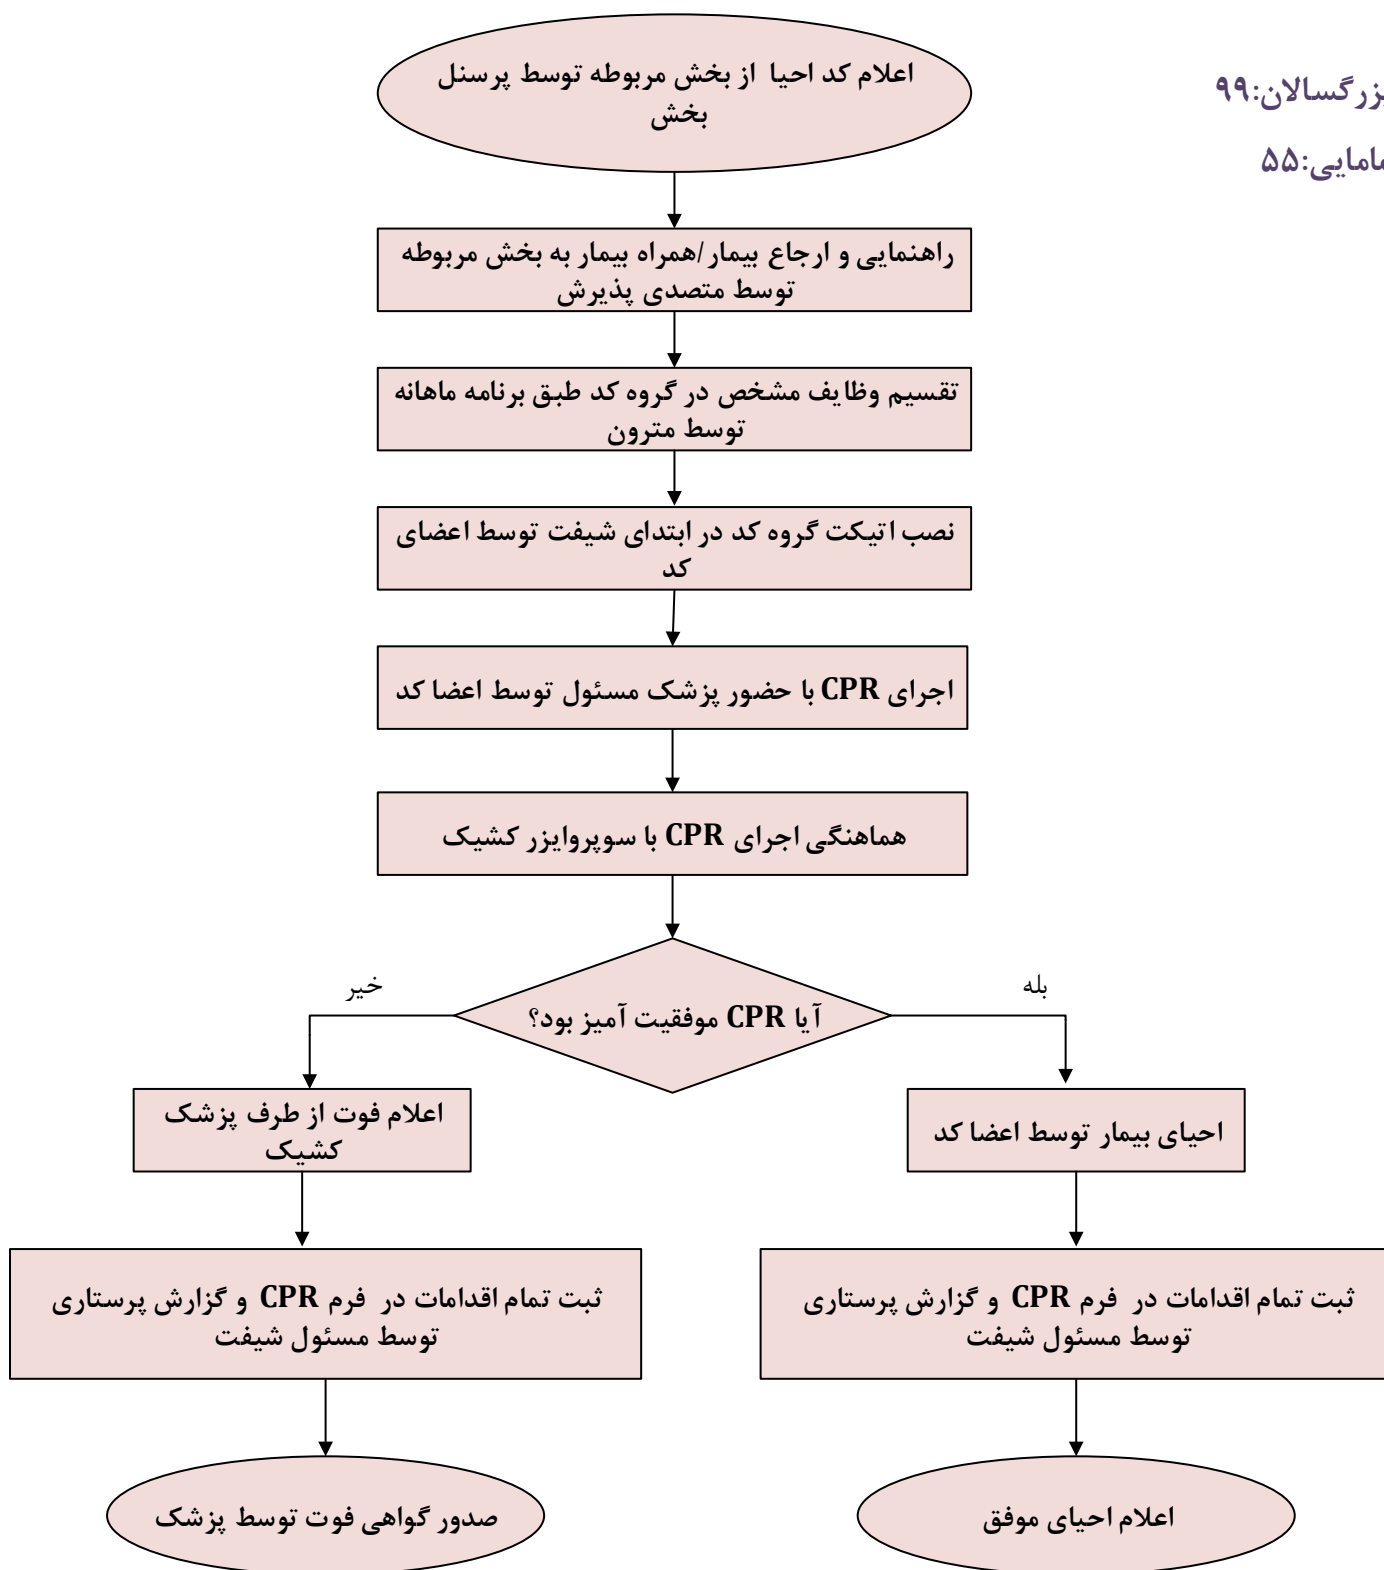 اعلام کد احیا از بخش مربوطه توسط پرسنل
بخش
بزرگسالان:۹۹
مامایی:۵۵
راهنمایی و ارجاع بیمار/همراه بیمار به بخش مربوطه
توسط متصدی پذیرش
تقسیم وظایف مشخص در گروه کد طبق برنامه ماهانه
توسط مترون
نصب اتیکت گروه کد در ابتدای شیفت توسط اعضای
کد
اجرای CPR با حضور پزشک مسئول توسط اعضا کد
هماهنگی اجرای CPR با سوپروایزر کشیک
آیا CPR موفقیت آمیز بود؟
بله
خیر
احیای بیمار توسط اعضا کد
اعلام فوت از طرف پزشک
کشیک
ثبت تمام اقدامات در فرم CPR و گزارش پرستاری
توسط مسئول شیفت
ثبت تمام اقدامات در فرم CPR و گزارش پرستاری
توسط مسئول شیفت
اعلام احیای موفق
صدور گواهی فوت توسط پزشک